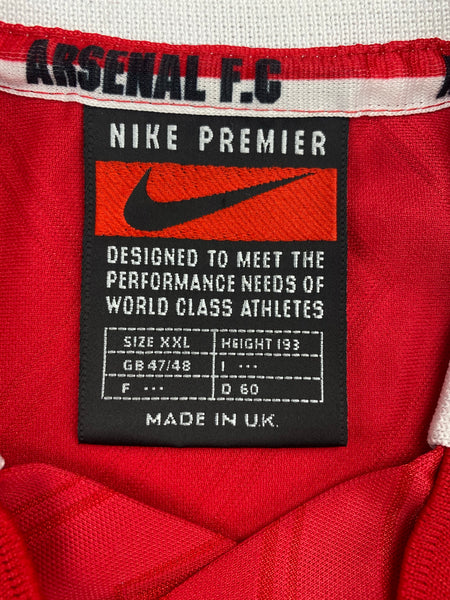 ARSENAL F.C
NIKE PREMIER
DESIGNED TO MEET THE
PERFORMANCE NEEDS OF
WORLD CLASS ATHLETES
SIZE XXL HEIGHT 193
GB 47/48 I ...
F ... D 60
MADE IN U.K.